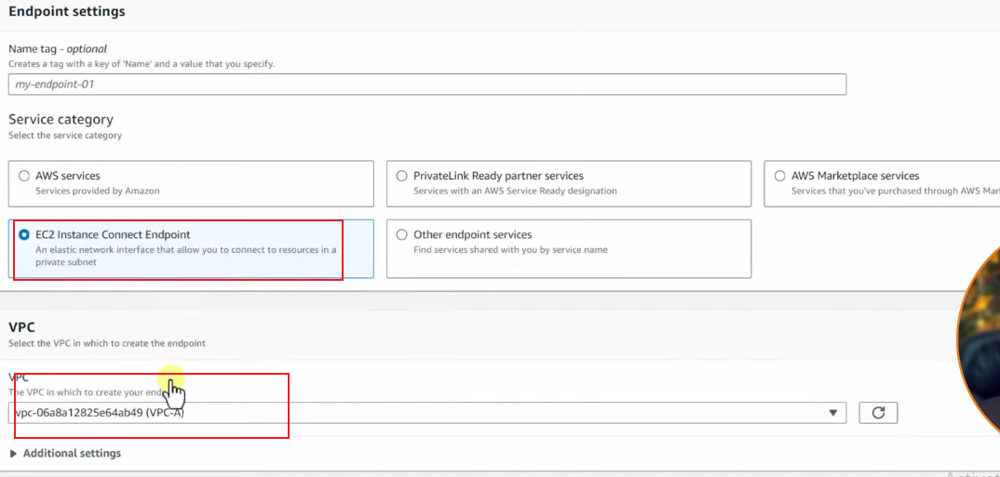 Endpoint settings
Name tag - optional
Creates a tag with a key of 'Name' and a value that you specify.
my-endpoint-01
Service category
Select the service category
AWS services
Services provided by Amazon
PrivateLink Ready partner services
Services with an AWS Service Ready designation
AWS Marketplace services
Services that you've purchased through AWS
EC2 Instance Connect Endpoint
An elastic network interface that allow you to connect to resources in a
private subnet
Other endpoint services
Find services shared with you by service name
VPC
Select the VPC in which to create the endpoint
VPC
The VPC in which to create your
vpc-06a8a12825e64ab49 (VPC-A)
Additional settings